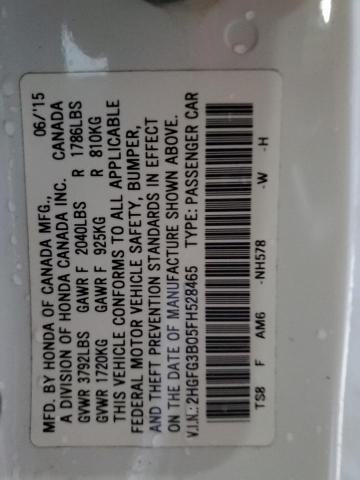 MFD. BY HONDA OF CANADA MFG., 06/'15
A DIVISION OF HONDA CANADA INC. CANADA
GVWR 3792LBS GAWR F 2040LBS R 1786LBS
GVWR 1720KG GAWR F 925KG R 810KG
THIS VEHICLE CONFORMS TO ALL APPLICABLE
FEDERAL MOTOR VEHICLE SAFETY, BUMPER,
AND THEFT PREVENTION STANDARDS IN EFFECT
ON THE DATE OF MANUFACTURE SHOWN ABOVE.
V.I.N.: 2HGFG3B05FH528465 TYPE: PASSENGER CAR
TS8 F AM6 -NH578 -W -H